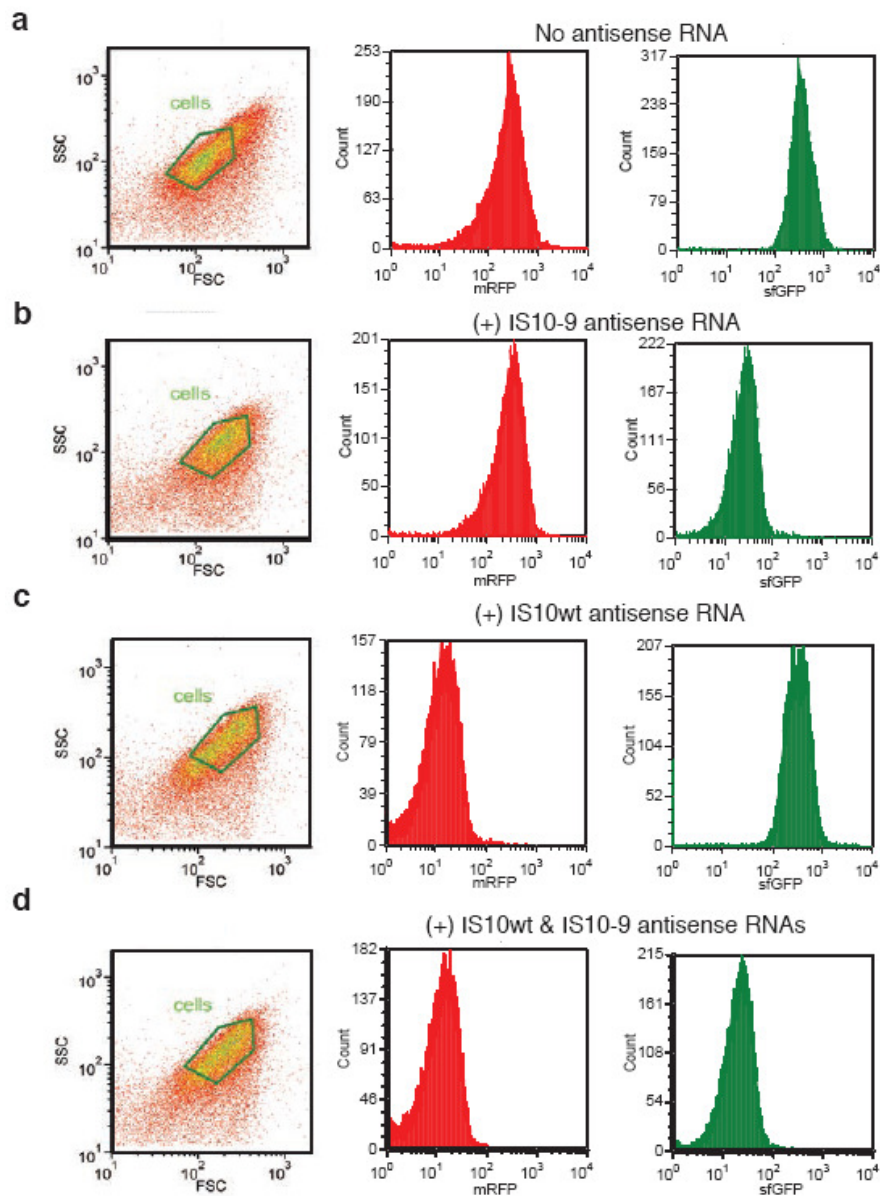 a
No antisense RNA
SSC
10³
10²
10¹
cells
10¹ 10² 10³
FSC
Count
253
190
127
63
0
10⁰ 10¹ 10² 10³ 10⁴
mRFP
Count
317
238
159
79
0
10⁰ 10¹ 10² 10³ 10⁴
sfGFP
b
(+) IS10-9 antisense RNA
SSC
10³
10²
10¹
cells
10¹ 10² 10³
FSC
Count
201
151
101
50
0
10⁰ 10¹ 10² 10³ 10⁴
mRFP
Count
222
167
111
56
0
10⁰ 10¹ 10² 10³ 10⁴
sfGFP
c
(+) IS10wt antisense RNA
SSC
10³
10²
10¹
cells
10¹ 10² 10³
FSC
Count
157
118
79
39
0
10⁰ 10¹ 10² 10³ 10⁴
mRFP
Count
207
155
104
52
0
10⁰ 10¹ 10² 10³ 10⁴
sfGFP
d
(+) IS10wt & IS10-9 antisense RNAs
SSC
10³
10²
10¹
cells
10¹ 10² 10³
FSC
Count
182
137
91
46
0
10⁰ 10¹ 10² 10³ 10⁴
mRFP
Count
215
161
108
54
0
10⁰ 10¹ 10² 10³ 10⁴
sfGFP